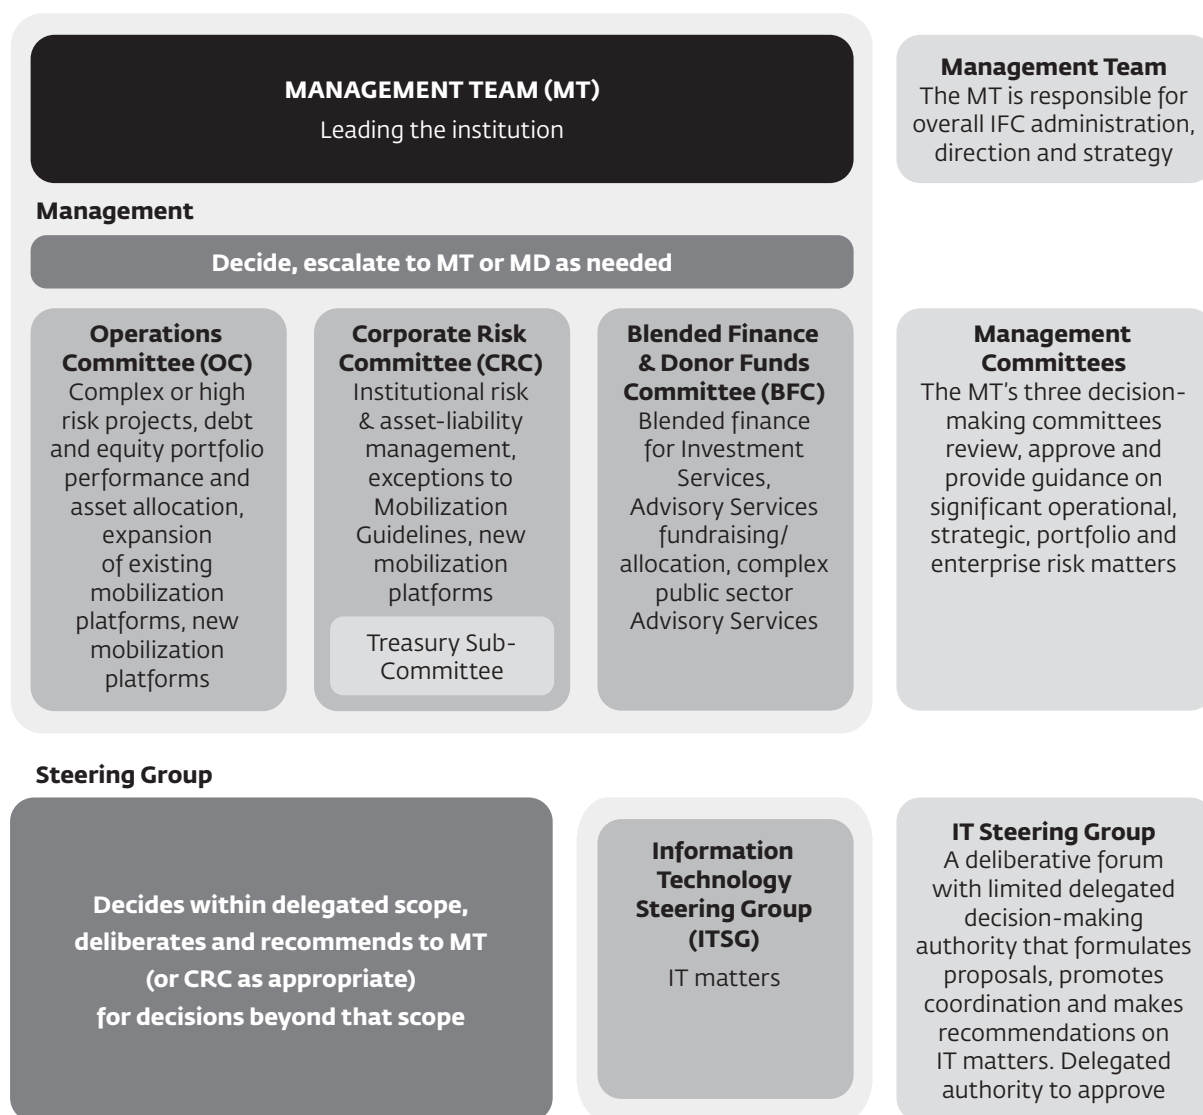 MANAGEMENT TEAM (MT)
Leading the institution
Management Team
The MT is responsible for
overall IFC administration,
direction and strategy
Management
Decide, escalate to MT or MD as needed
Operations
Committee (OC)
Complex or high
risk projects, debt
and equity portfolio
performance and
asset allocation,
expansion
of existing
mobilization
platforms, new
mobilization
platforms
Corporate Risk
Committee (CRC)
Institutional risk
& asset-liability
management,
exceptions to
Mobilization
Guidelines, new
mobilization
platforms
Treasury Sub-
Committee
Blended Finance
& Donor Funds
Committee (BFC)
Blended finance
for Investment
Services,
Advisory Services
fundraising/
allocation, complex
public sector
Advisory Services
Management
Committees
The MT’s three decision-
making committees
review, approve and
provide guidance on
significant operational,
strategic, portfolio and
enterprise risk matters
Steering Group
Decides within delegated scope,
deliberates and recommends to MT
(or CRC as appropriate)
for decisions beyond that scope
Information
Technology
Steering Group
(ITSG)
IT matters
IT Steering Group
A deliberative forum
with limited delegated
decision-making
authority that formulates
proposals, promotes
coordination and makes
recommendations on
IT matters. Delegated
authority to approve